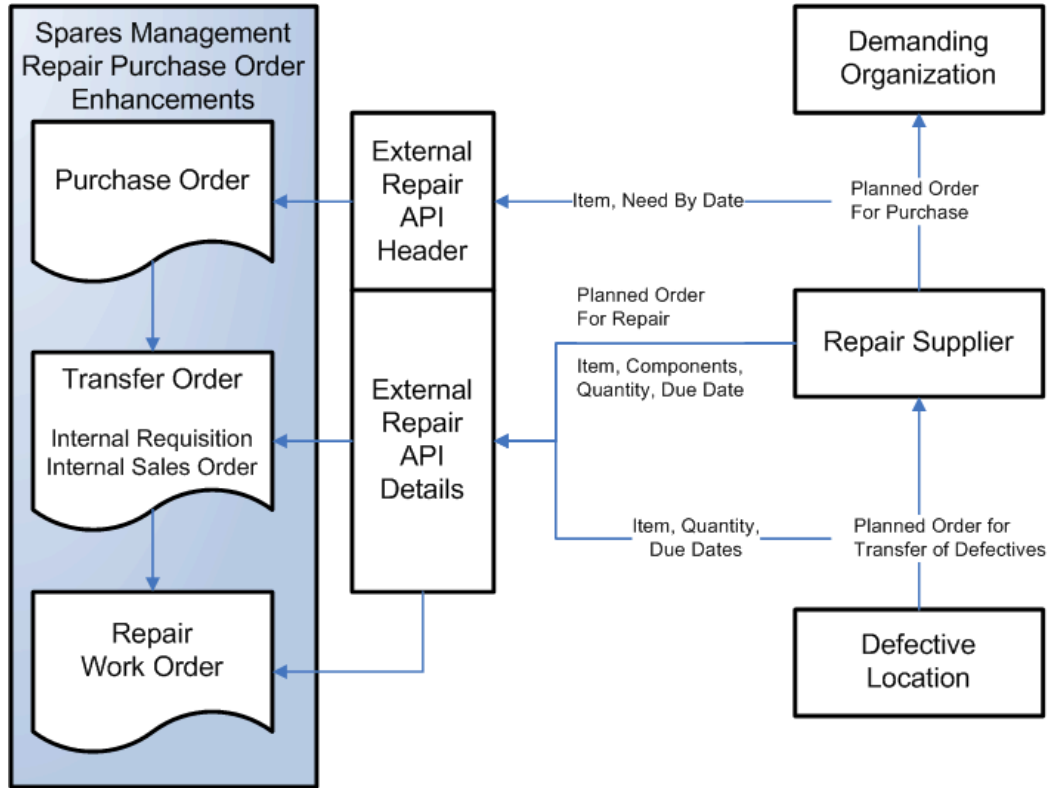 Spares Management
Repair Purchase Order
Enhancements
Purchase Order
Transfer Order
Internal Requisition
Internal Sales Order
Repair
Work Order
External
Repair
API
Header
External
Repair
API
Details
Item, Need By Date
Planned Order
For Repair
Item, Components,
Quantity, Due Date
Item, Quantity,
Due Dates
Demanding
Organization
Planned Order
For Purchase
Repair Supplier
Planned Order for
Transfer of Defectives
Defective
Location